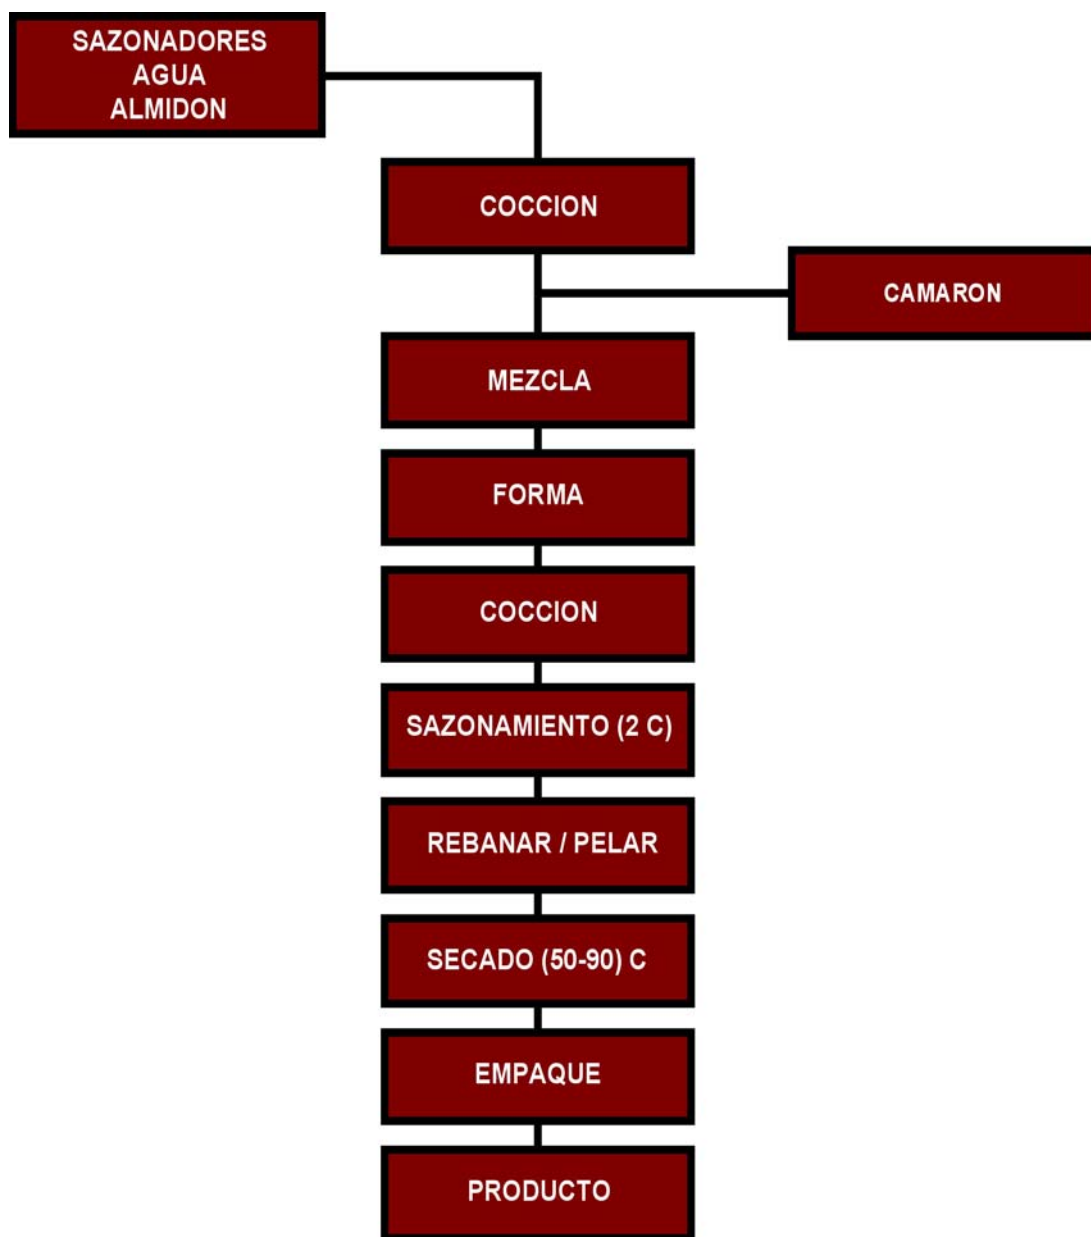 SAZONADORES
AGUA
ALMIDON
COCCION
CAMARON
MEZCLA
FORMA
COCCION
SAZONAMIENTO (2 C)
REBANAR / PELAR
SECADO (50-90) C
EMPAQUE
PRODUCTO